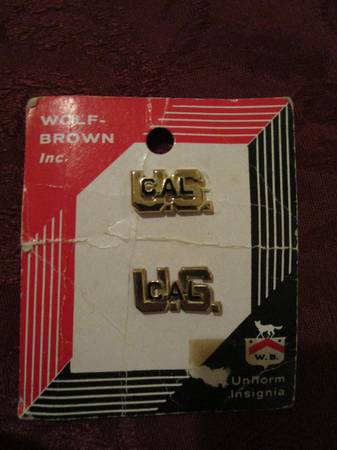 WOLF-
BROWN
Inc.
U.S.
CAL
U.S.
CAL
W.B.
Uniform
Insignia